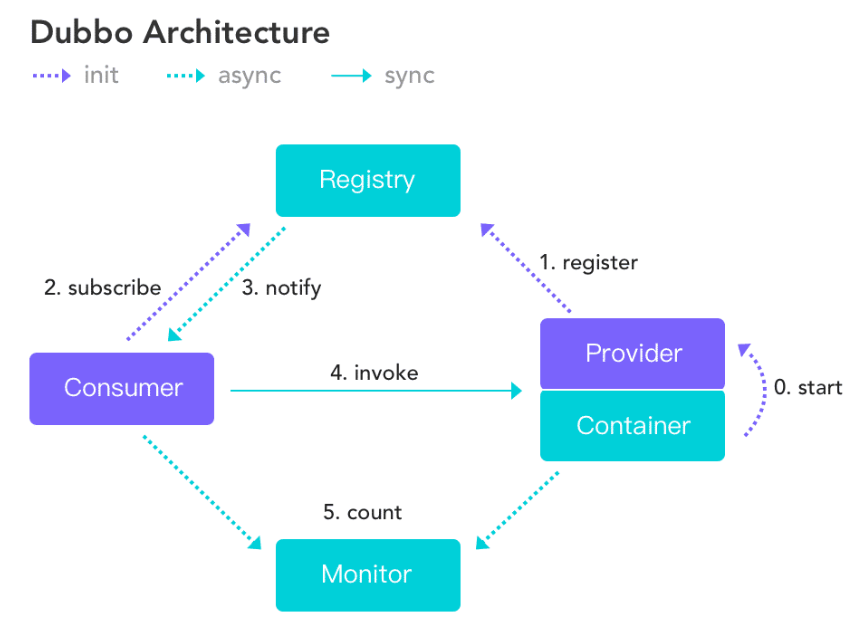 Dubbo Architecture
init async sync
Registry
1. register
2. subscribe 3. notify
Provider
4. invoke
Consumer
0. start
Container
5. count
Monitor